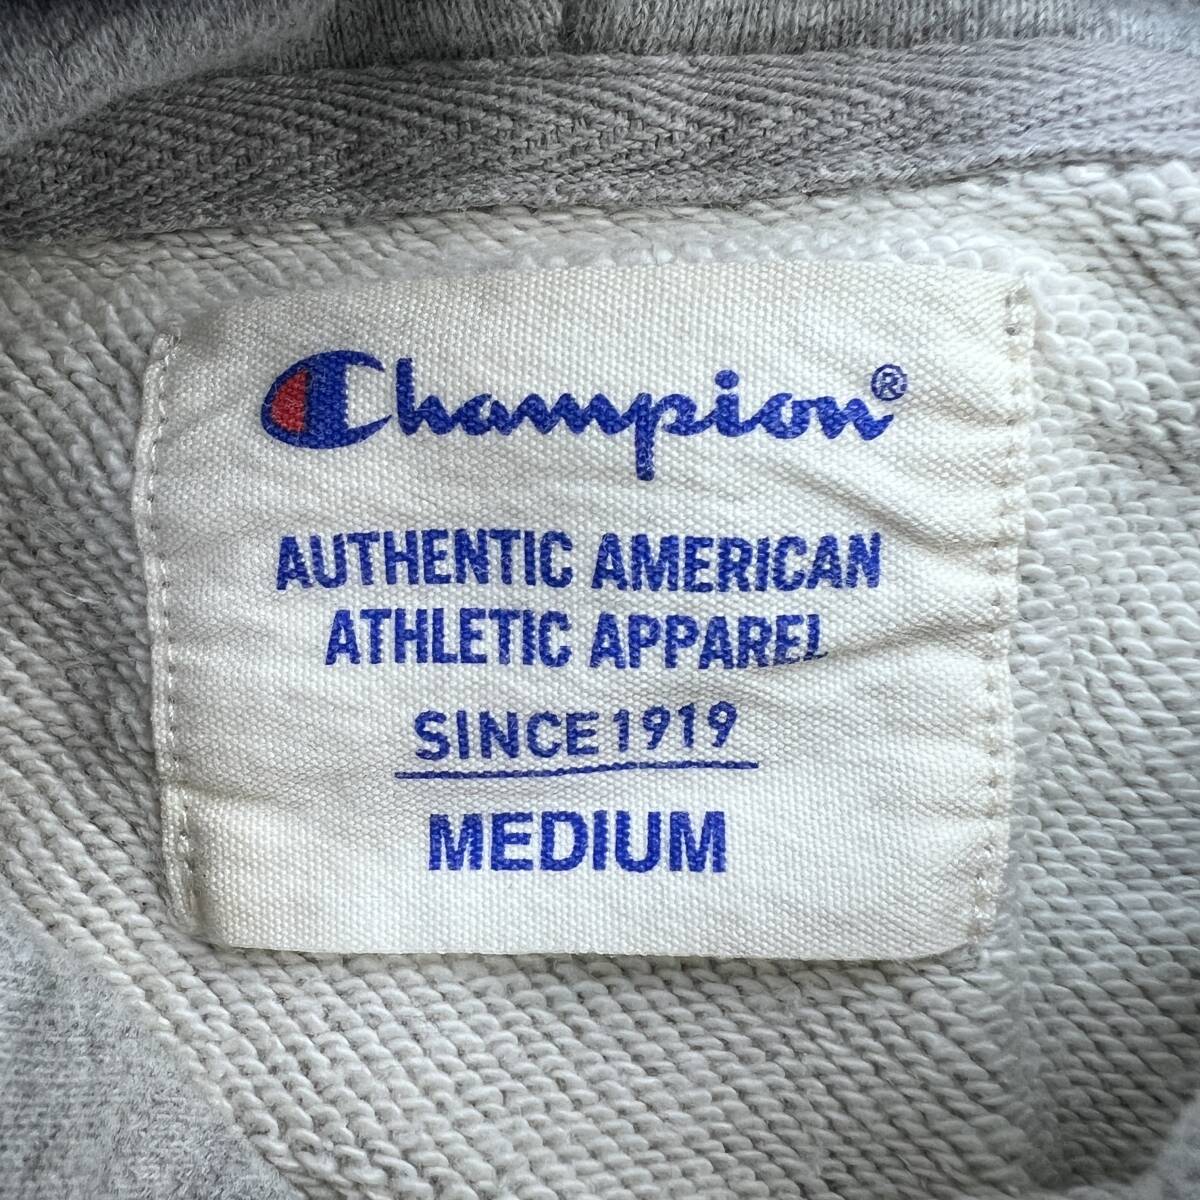 Champion®
AUTHENTIC AMERICAN
ATHLETIC APPAREL
SINCE 1919
MEDIUM